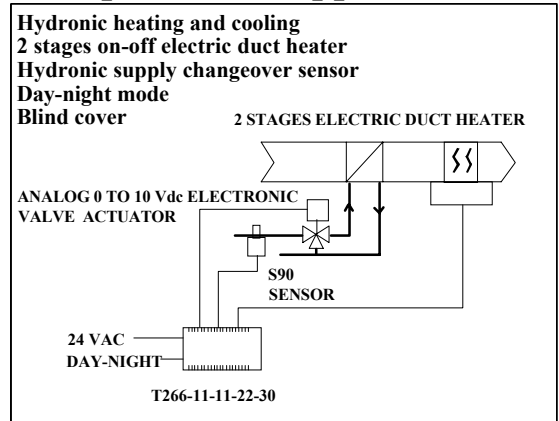 Hydronic heating and cooling
2 stages on-off electric duct heater
Hydronic supply changeover sensor
Day-night mode
Blind cover
2 STAGES ELECTRIC DUCT HEATER
ANALOG 0 TO 10 Vdc ELECTRONIC
VALVE ACTUATOR
S90
SENSOR
24 VAC
DAY-NIGHT
T266-11-11-22-30